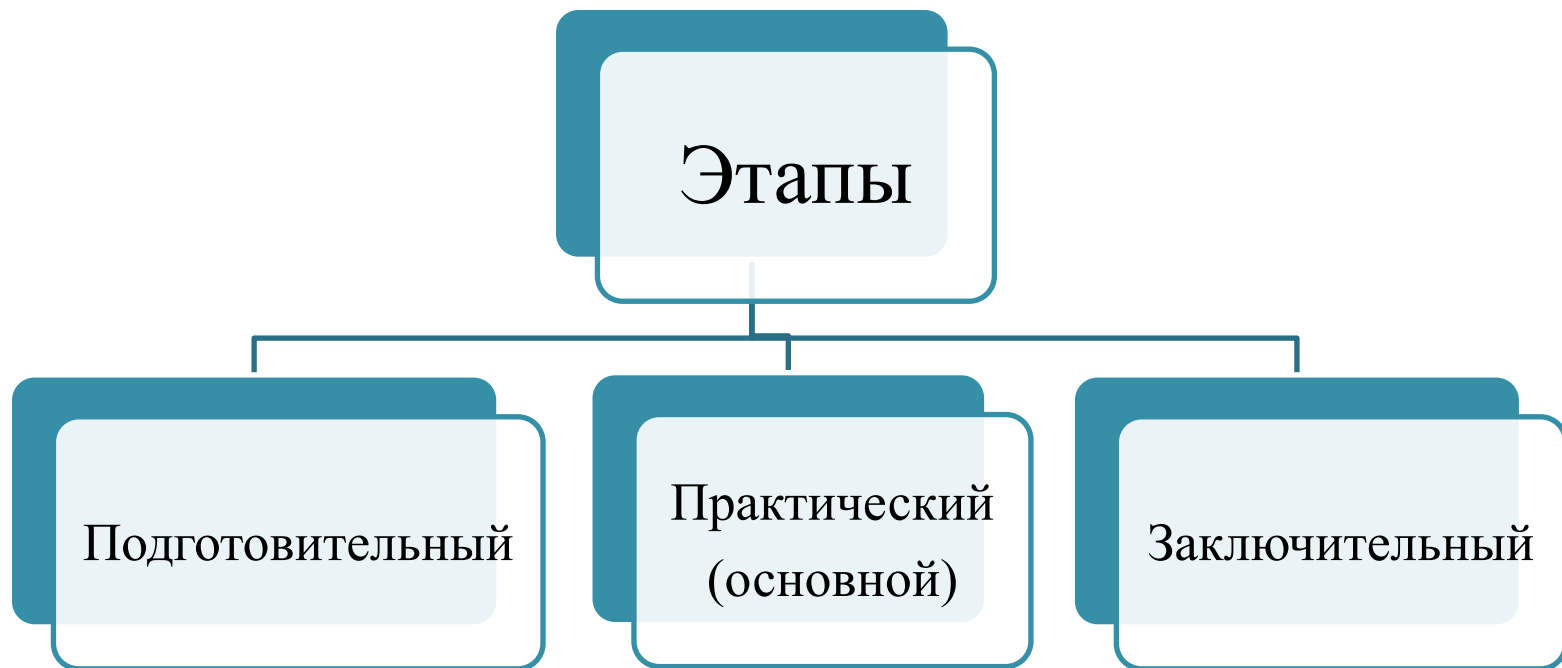 Этапы
Подготовительный
Практический
(основной)
Заключительный